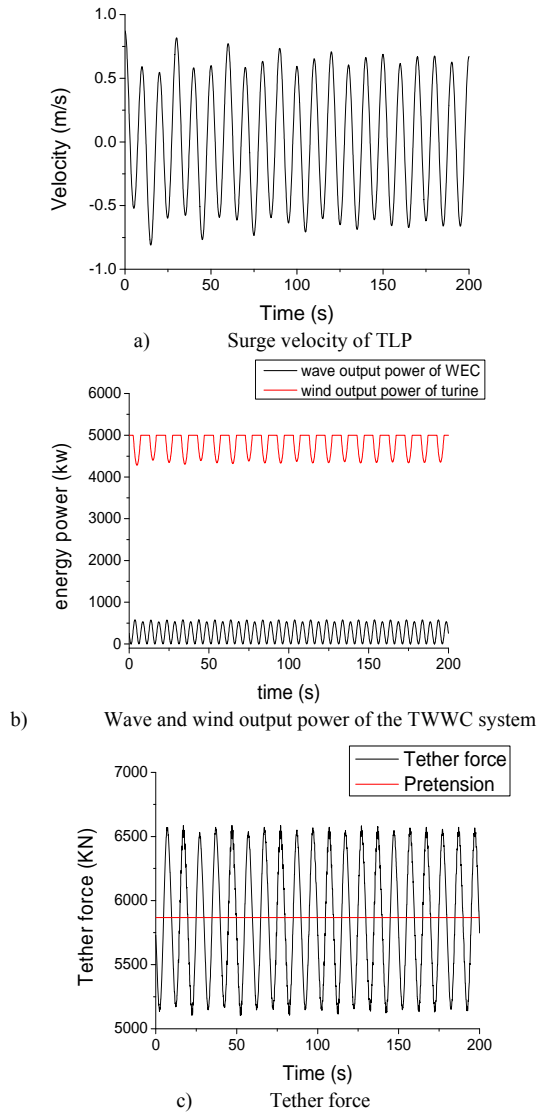 1.0
0.5
0.0
-0.5
-1.0
Velocity (m/s)
0 50 100 150 200
Time (s)
a) Surge velocity of TLP
wave output power of WEC
wind output power of turine
6000
5000
4000
3000
2000
1000
0
energy power (kw)
0 50 100 150 200
time (s)
b) Wave and wind output power of the TWWC system
Tether force
Pretension
7000
6500
6000
5500
5000
Tether force (KN)
0 50 100 150 200
Time (s)
c) Tether force